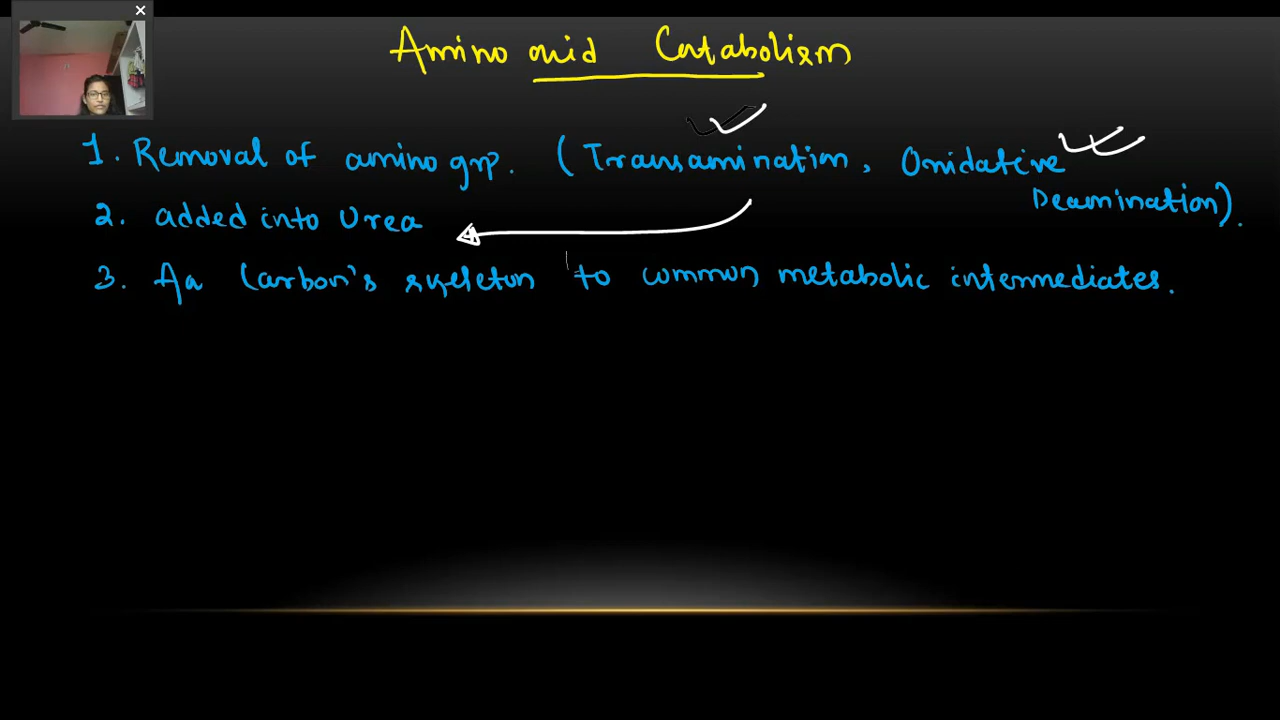 Amino acid Catabolism
1. Removal of amino grp. (Transamination, Oxidative
Deamination).
2. added into Urea
3. Aa Carbon's skeleton to common metabolic intermediates.